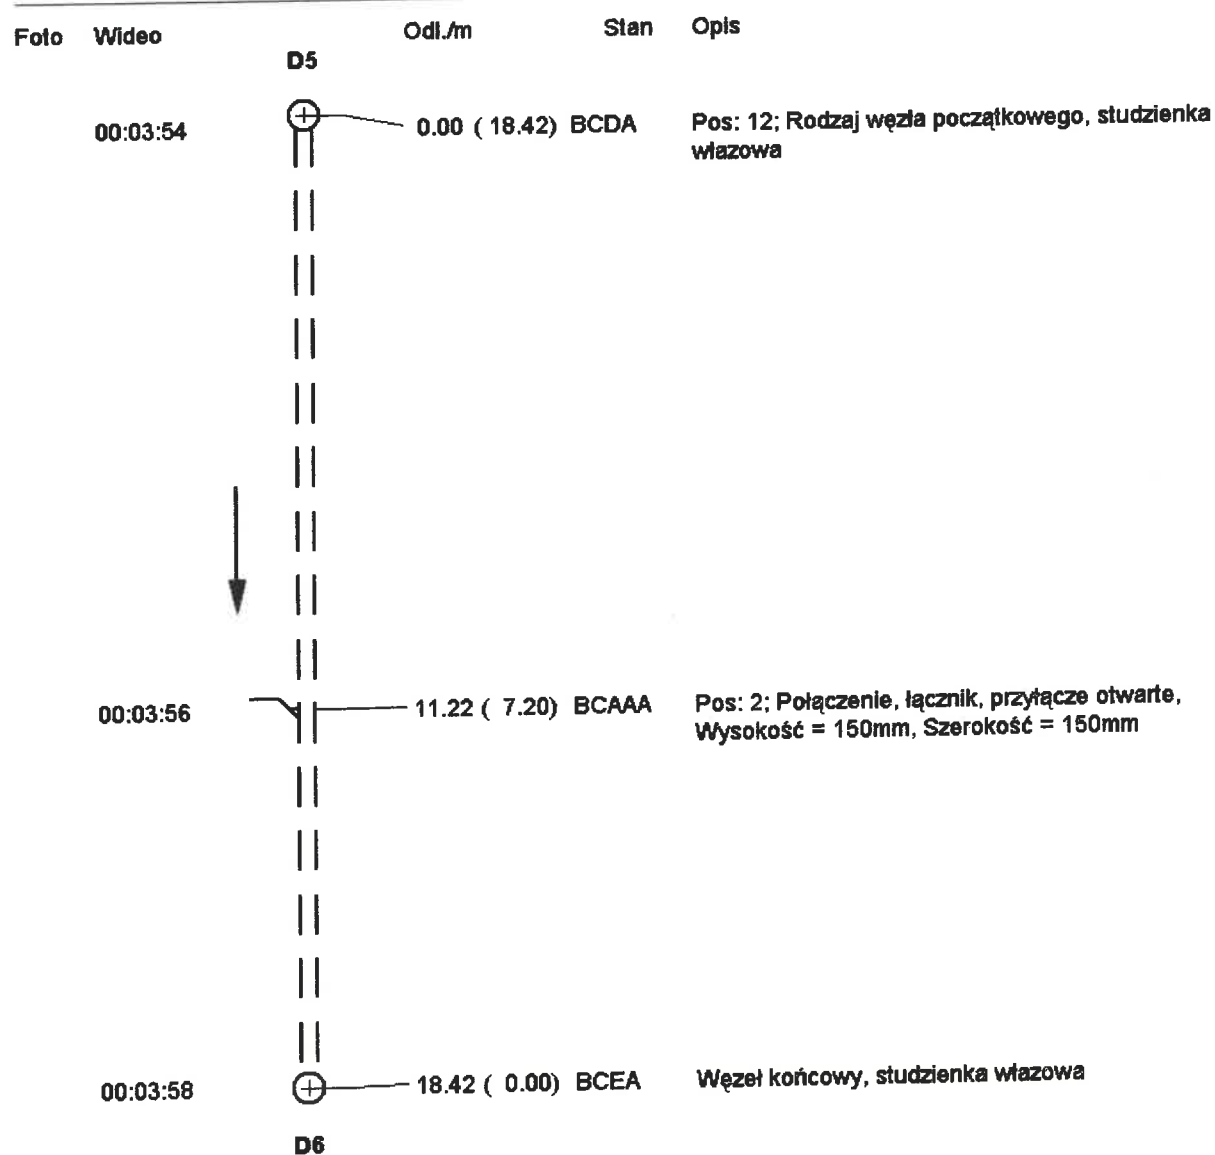 Foto Wideo Odl./m Stan Opis
D5
00:03:54 0.00 ( 18.42) BCDA Pos: 12; Rodzaj węzła początkowego, studzienka
włazowa
00:03:56 11.22 ( 7.20) BCAAA Pos: 2; Połączenie, łącznik, przyłącze otwarte,
Wysokość = 150mm, Szerokość = 150mm
00:03:58 18.42 ( 0.00) BCEA Węzeł końcowy, studzienka włazowa
D6